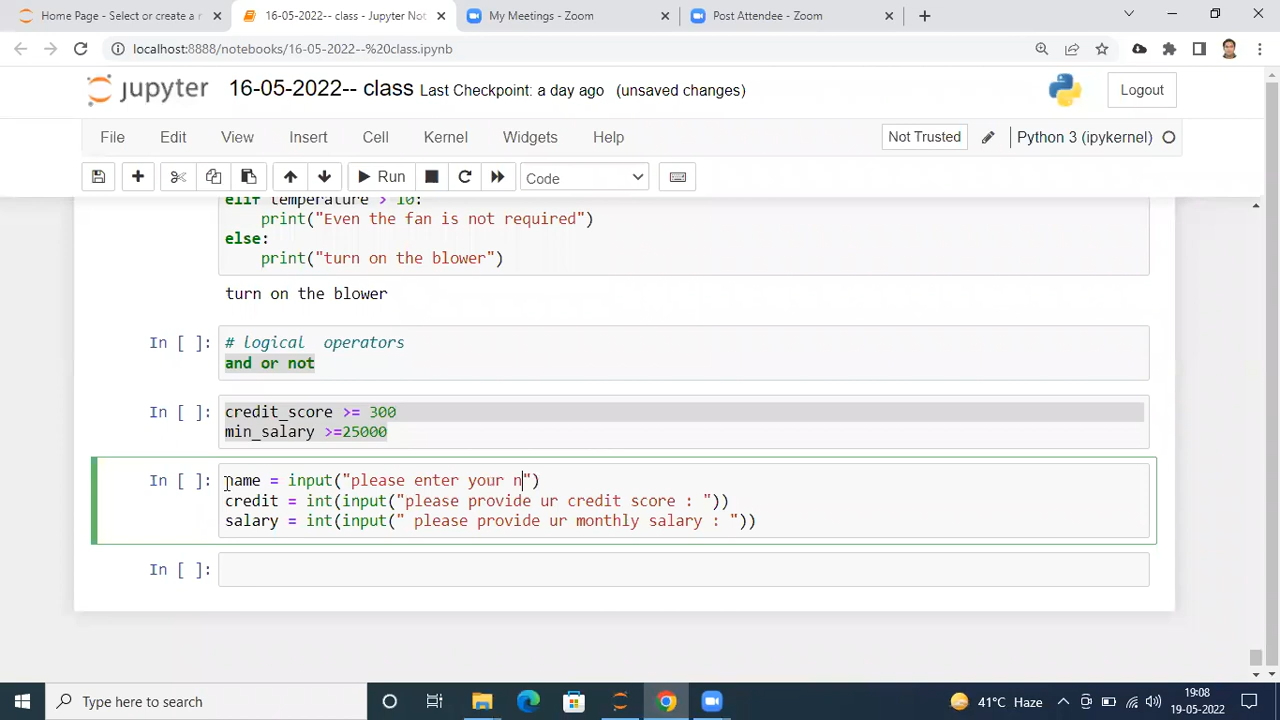 Home Page - Select or create a n
16-05-2022-- class - Jupyter Not
My Meetings - Zoom
Post Attendee - Zoom
localhost:8888/notebooks/16-05-2022--%20class.ipynb
jupyter
16-05-2022-- class Last Checkpoint: a day ago (unsaved changes)
Logout
File Edit View Insert Cell Kernel Widgets Help
Not Trusted
Python 3 (ipykernel)
Run
Code
elif temperature > 10:
print("Even the fan is not required")
else:
print("turn on the blower")
turn on the blower
In [ ]: # logical  operators
and or not
In [ ]: credit_score >= 300
min_salary >=25000
In [ ]: name = input("please enter your n")
credit = int(input("please provide ur credit score : "))
salary = int(input(" please provide ur monthly salary : "))
In [ ]:
Type here to search
41°C Haze
19:08
19-05-2022